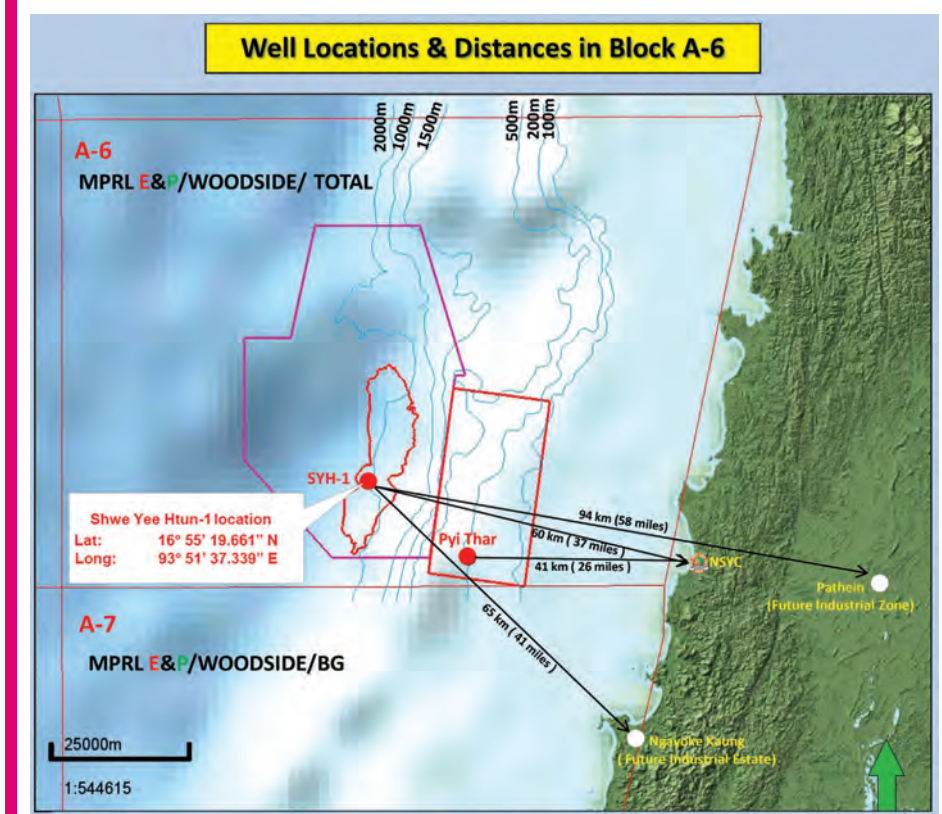 Well Locations & Distances in Block A-6
2000m
1000m
1500m
500m
200m
100m
A-6
MPRL E&P/WOODSIDE/ TOTAL
SYH-1
Shwe Yee Htun-1 location
Lat: 16° 55' 19.661" N
Long: 93° 51' 37.339" E
Pyi Thar
94 km (58 miles)
60 km ( 37 miles)
41 km (26 miles)
NSYC
65 km ( 41 miles )
Pathein
(Future Industrial Zone)
A-7
MPRL E&P/WOODSIDE/BG
Ngayoke Kaung
( Future Industrial Estate)
25000m
1:544615